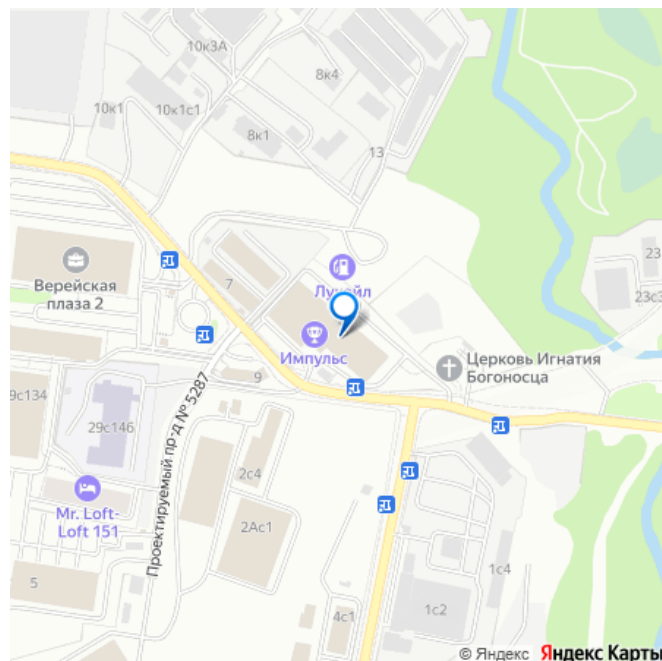 10к3А
8к4
10к1
10к1с1
8к1
13
Верейская
плаза 2
7
Лукойл
23
23с3
Импульс
Церковь Игнатия
Богоносца
9
9с134
29с146
Проектируемый пр-д № 5287
2с4
Mr. Loft-
Loft 151
2Ас1
5
1с4
1с2
4с1
© Яндекс Яндекс Карты